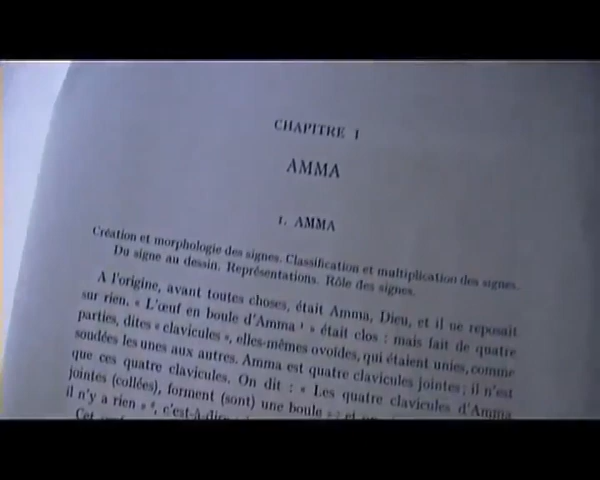 CHAPITRE I
AMMA
1. AMMA
Création et morphologie des signes. Classification et multiplication des signes.
Du signe au dessin. Représentations. Rôle des signes.
A l'origine, avant toutes choses, était Amma, Dieu, et il ne reposait
sur rien. « L'œuf en boule d'Amma ¹ » était clos : mais fait de quatre
parties, dites « clavicules », elles-mêmes ovoïdes, qui étaient unies, comme
soudées les unes aux autres. Amma est quatre clavicules jointes ; il n'est
que ces quatre clavicules. On dit : « Les quatre clavicules d'Amma
jointes (collées), forment (sont) une boule » ; et
il n'y a rien » ², c'est-à-dire
Cet